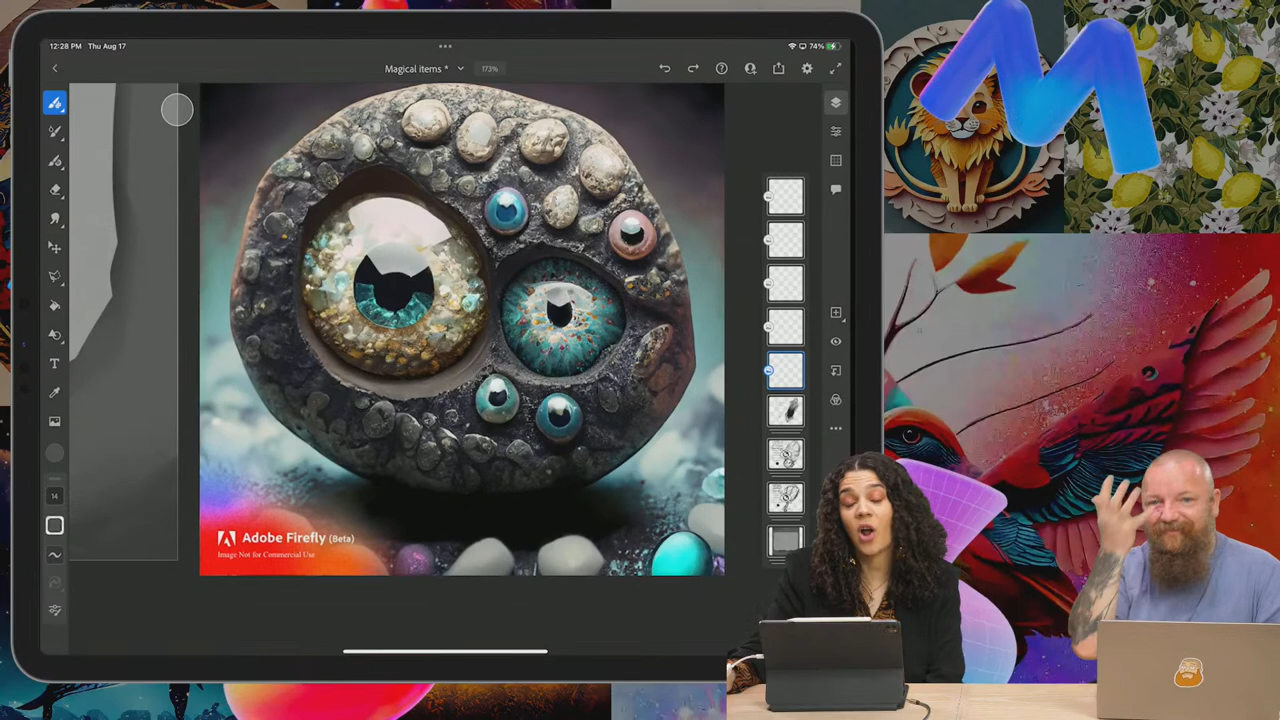 12:28 PM Thu Aug 17
74%
Magical items *
173%
T
14
Adobe Firefly (Beta)
Image Not for Commercial Use